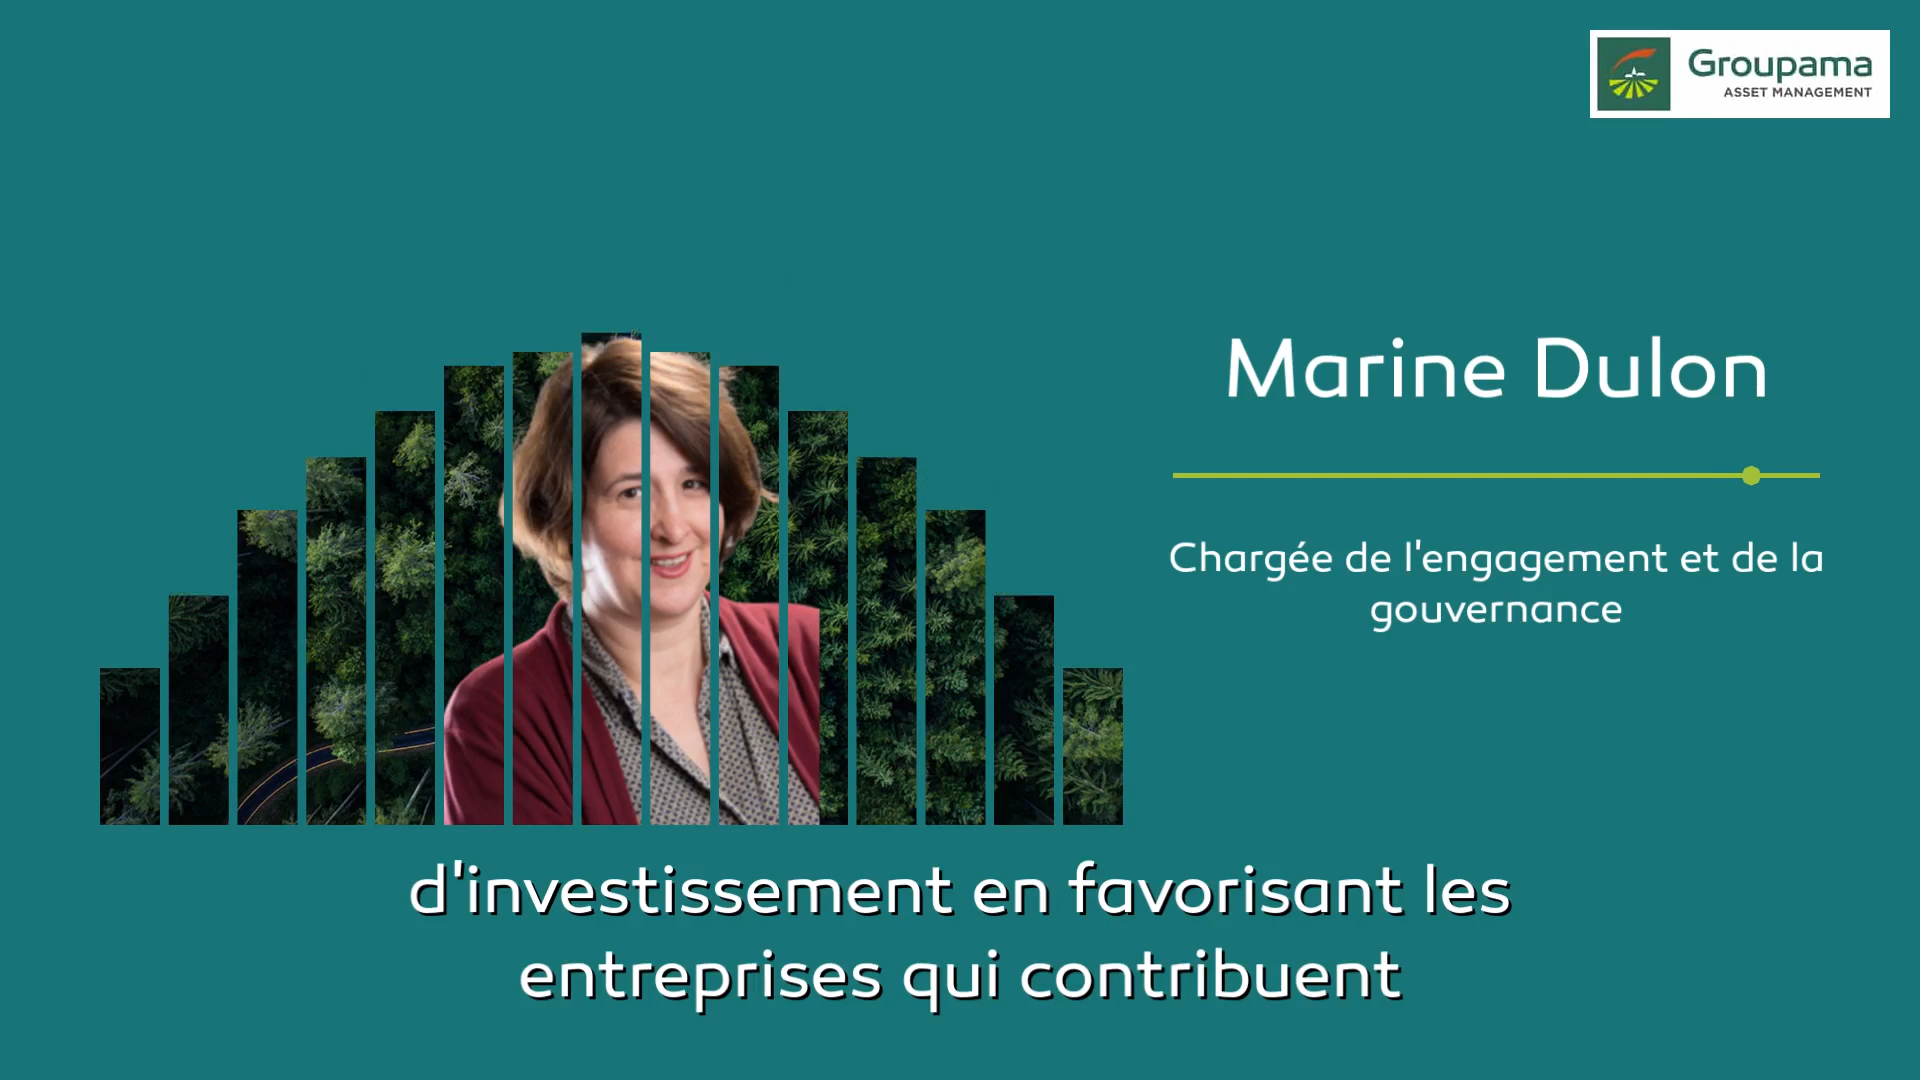 Groupama
ASSET MANAGEMENT
Marine Dulon
Chargée de l'engagement et de la
gouvernance
d'investissement en favorisant les
entreprises qui contribuent